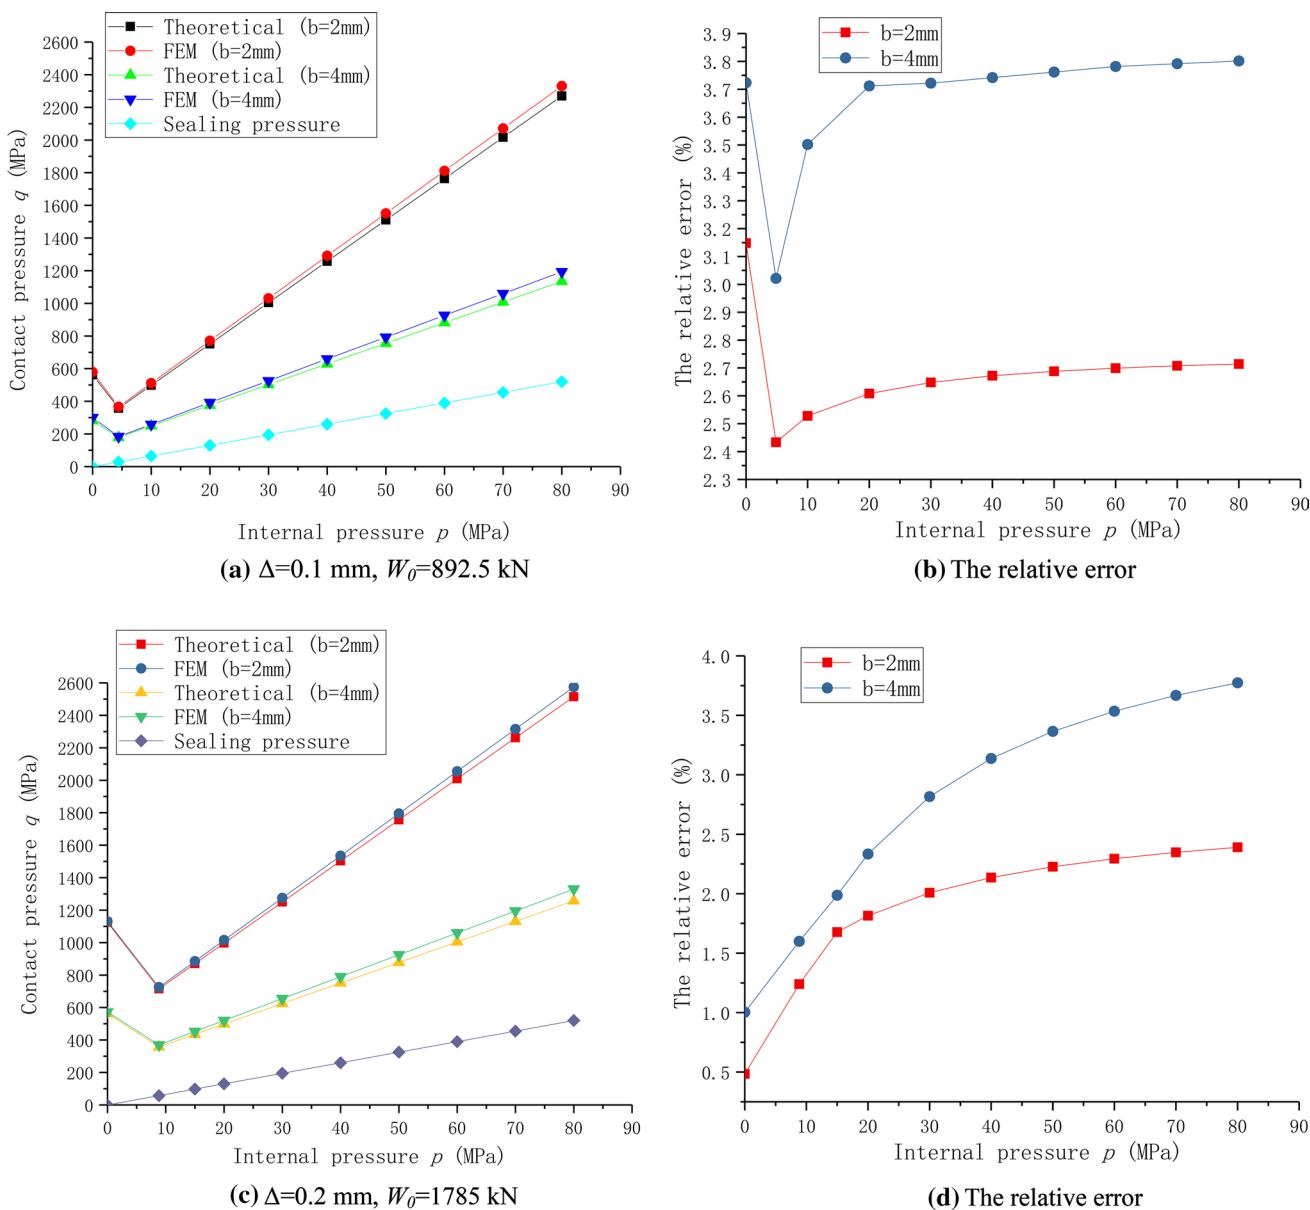 Theoretical (b=2mm)
FEM (b=2mm)
Theoretical (b=4mm)
FEM (b=4mm)
Sealing pressure
2600
2400
2200
2000
1800
1600
1400
1200
1000
800
600
400
200
0
Contact pressure q (MPa)
0 10 20 30 40 50 60 70 80 90
Internal pressure p (MPa)
(a) Δ=0.1 mm, W0=892.5 kN
b=2mm
b=4mm
3.9
3.8
3.7
3.6
3.5
3.4
3.3
3.2
3.1
3.0
2.9
2.8
2.7
2.6
2.5
2.4
2.3
The relative error (%)
0 10 20 30 40 50 60 70 80 90
Internal pressure p (MPa)
(b) The relative error
Theoretical (b=2mm)
FEM (b=2mm)
Theoretical (b=4mm)
FEM (b=4mm)
Sealing pressure
2600
2400
2200
2000
1800
1600
1400
1200
1000
800
600
400
200
0
Contact pressure q (MPa)
0 10 20 30 40 50 60 70 80 90
Internal pressure p (MPa)
(c) Δ=0.2 mm, W0=1785 kN
b=2mm
b=4mm
4.0
3.5
3.0
2.5
2.0
1.5
1.0
0.5
The relative error (%)
0 10 20 30 40 50 60 70 80 90
Internal pressure p (MPa)
(d) The relative error